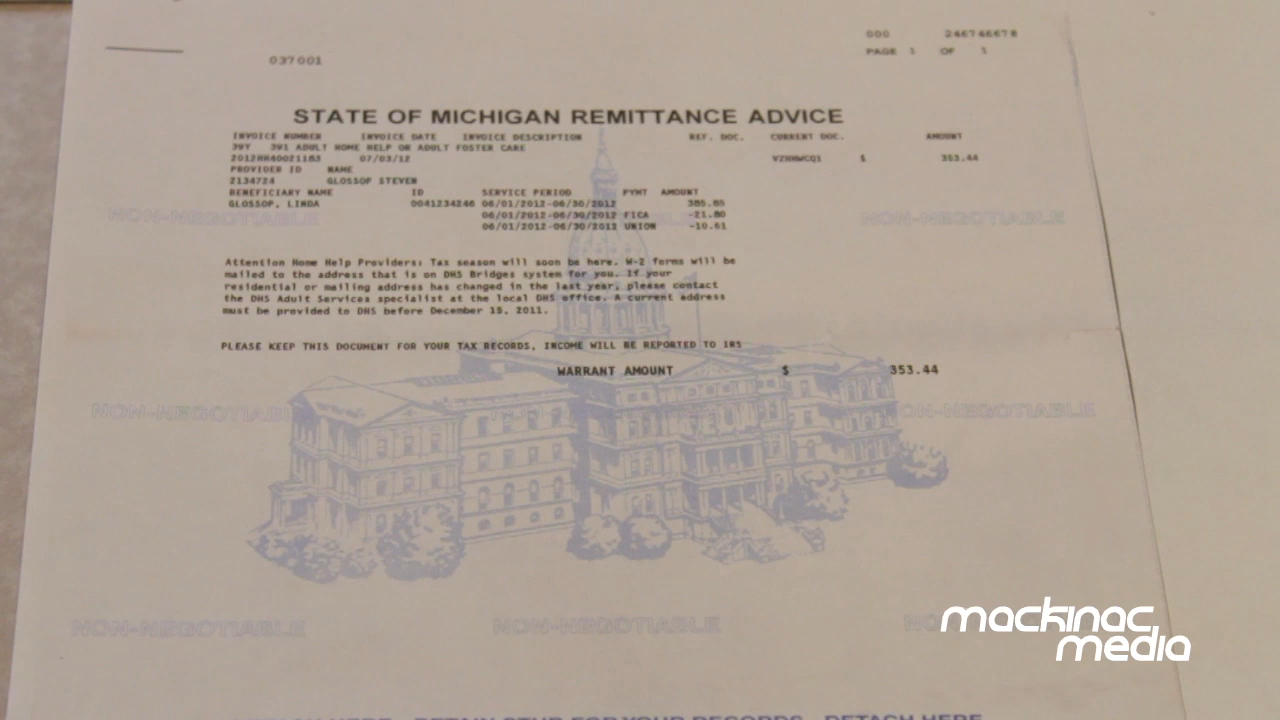 000 246746678
037001
PAGE 1 OF 1
STATE OF MICHIGAN REMITTANCE ADVICE
INVOICE NUMBER INVOICE DATE INVOICE DESCRIPTION REF. DOC. CURRENT DOC. AMOUNT
39Y 391 ADULT HOME HELP OR ADULT FOSTER CARE
07/03/12 $ 353.44
PROVIDER ID NAME
2134724 GLOSSOP STEVEN
BENEFICIARY NAME ID SERVICE PERIOD PYMT AMOUNT
GLOSSOP, LINDA 0041234246 06/01/2012-06/30/2012 385.85
06/01/2012-06/30/2012 FICA -21.80
06/01/2012-06/30/2012 UNION -10.61
NON-NEGOTIABLE NON-NEGOTIABLE
Attention Home Help Providers: Tax season will soon be here. W-2 forms will be
mailed to the address that is on DHS Bridges system for you. If your
residential or mailing address has changed in the last year, please contact
the DHS Adult Services specialist at the local DHS office. A current address
must be provided to DHS before December 15, 2011.
PLEASE KEEP THIS DOCUMENT FOR YOUR TAX RECORDS, INCOME WILL BE REPORTED TO IRS
WARRANT AMOUNT $ 353.44
NON-NEGOTIABLE NON-NEGOTIABLE
NON-NEGOTIABLE NON-NEGOTIABLE
mackinac
media
RETAIN STUB FOR YOUR RECORDS - DETACH HERE